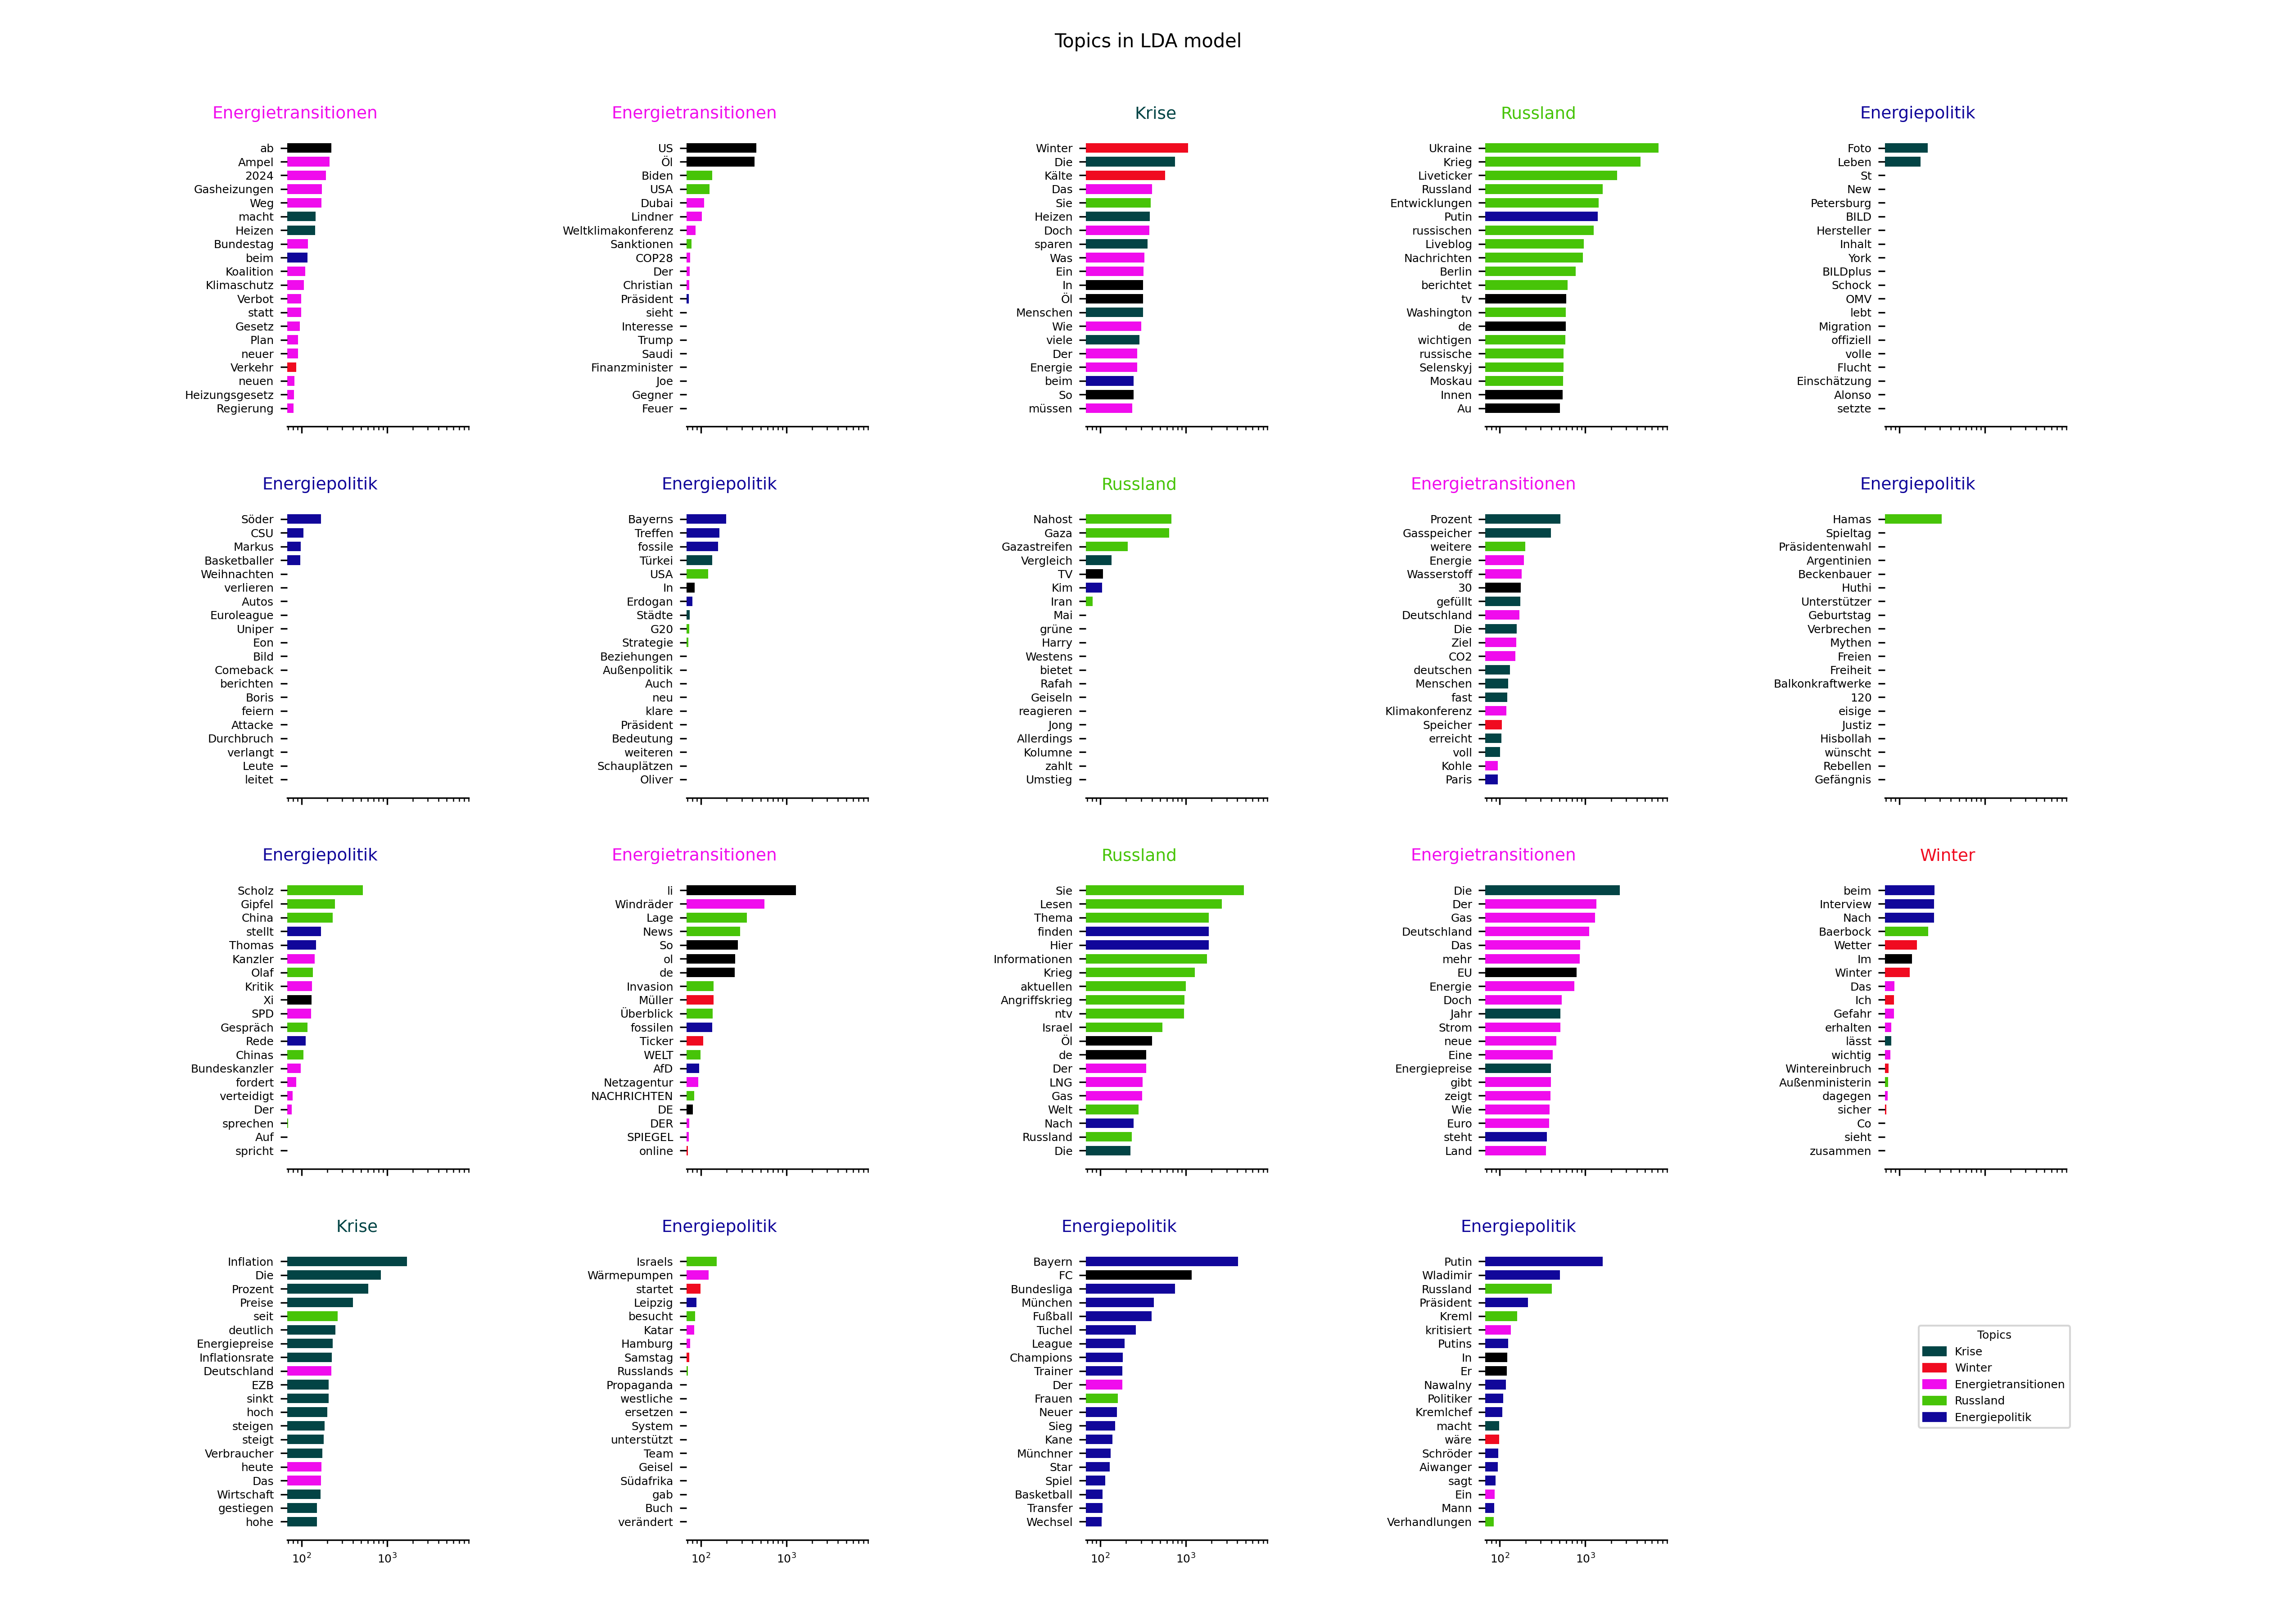 Topics in LDA model
Energietransitionen
ab
Ampel
2024
Gasheizungen
Weg
macht
Heizen
Bundestag
beim
Koalition
Klimaschutz
Verbot
statt
Gesetz
Plan
neuer
Verkehr
neuen
Heizungsgesetz
Regierung
Energietransitionen
US
Öl
Biden
USA
Dubai
Lindner
Weltklimakonferenz
Sanktionen
COP28
Der
Christian
Präsident
sieht
Interesse
Trump
Saudi
Finanzminister
Joe
Gegner
Feuer
Krise
Winter
Die
Kälte
Das
Sie
Heizen
Doch
sparen
Was
Ein
In
Öl
Menschen
Wie
viele
Der
Energie
beim
So
müssen
Russland
Ukraine
Krieg
Liveticker
Russland
Entwicklungen
Putin
russischen
Liveblog
Nachrichten
Berlin
berichtet
tv
Washington
de
wichtigen
russische
Selenskyj
Moskau
Innen
Au
Energiepolitik
Foto
Leben
St
New
Petersburg
BILD
Hersteller
Inhalt
York
BILDplus
Schock
OMV
lebt
Migration
offiziell
volle
Flucht
Einschätzung
Alonso
setzte
Energiepolitik
Söder
CSU
Markus
Basketballer
Weihnachten
verlieren
Autos
Euroleague
Uniper
Eon
Bild
Comeback
berichten
Boris
feiern
Attacke
Durchbruch
verlangt
Leute
leitet
Energiepolitik
Bayerns
Treffen
fossile
Türkei
USA
In
Erdogan
Städte
G20
Strategie
Beziehungen
Außenpolitik
Auch
neu
klare
Präsident
Bedeutung
weiteren
Schauplätzen
Oliver
Russland
Nahost
Gaza
Gazastreifen
Vergleich
TV
Kim
Iran
Mai
grüne
Harry
Westens
bietet
Rafah
Geiseln
reagieren
Jong
Allerdings
Kolumne
zahlt
Umstieg
Energietransitionen
Prozent
Gasspeicher
weitere
Energie
Wasserstoff
30
gefüllt
Deutschland
Die
Ziel
CO2
deutschen
Menschen
fast
Klimakonferenz
Speicher
erreicht
voll
Kohle
Paris
Energiepolitik
Hamas
Spieltag
Präsidentenwahl
Argentinien
Beckenbauer
Huthi
Unterstützer
Geburtstag
Verbrechen
Mythen
Freien
Freiheit
Balkonkraftwerke
120
eisige
Justiz
Hisbollah
wünscht
Rebellen
Gefängnis
Energiepolitik
Scholz
Gipfel
China
stellt
Thomas
Kanzler
Olaf
Kritik
Xi
SPD
Gespräch
Rede
Chinas
Bundeskanzler
fordert
verteidigt
Der
sprechen
Auf
spricht
Energietransitionen
li
Windräder
Lage
News
So
ol
de
Invasion
Müller
Überblick
fossilen
Ticker
WELT
AfD
Netzagentur
NACHRICHTEN
DE
DER
SPIEGEL
online
Russland
Sie
Lesen
Thema
finden
Hier
Informationen
Krieg
aktuellen
Angriffskrieg
ntv
Israel
Öl
de
Der
LNG
Gas
Welt
Nach
Russland
Die
Energietransitionen
Die
Der
Gas
Deutschland
Das
mehr
EU
Energie
Doch
Jahr
Strom
neue
Eine
Energiepreise
gibt
zeigt
Wie
Euro
steht
Land
Winter
beim
Interview
Nach
Baerbock
Wetter
Im
Winter
Das
Ich
Gefahr
erhalten
lässt
wichtig
Wintereinbruch
Außenministerin
dagegen
sicher
Co
sieht
zusammen
Krise
Inflation
Die
Prozent
Preise
seit
deutlich
Energiepreise
Inflationsrate
Deutschland
EZB
sinkt
hoch
steigen
steigt
Verbraucher
heute
Das
Wirtschaft
gestiegen
hohe
10²
10³
Energiepolitik
Israels
Wärmepumpen
startet
Leipzig
besucht
Katar
Hamburg
Samstag
Russlands
Propaganda
westliche
ersetzen
System
unterstützt
Team
Geisel
Südafrika
gab
Buch
verändert
10²
10³
Energiepolitik
Bayern
FC
Bundesliga
München
Fußball
Tuchel
League
Champions
Trainer
Der
Frauen
Neuer
Sieg
Kane
Münchner
Star
Spiel
Basketball
Transfer
Wechsel
10²
10³
Energiepolitik
Putin
Wladimir
Russland
Präsident
Kreml
kritisiert
Putins
In
Er
Nawalny
Politiker
Kremlchef
macht
wäre
Schröder
Aiwanger
sagt
Ein
Mann
Verhandlungen
10²
10³
Topics
Krise
Winter
Energietransitionen
Russland
Energiepolitik